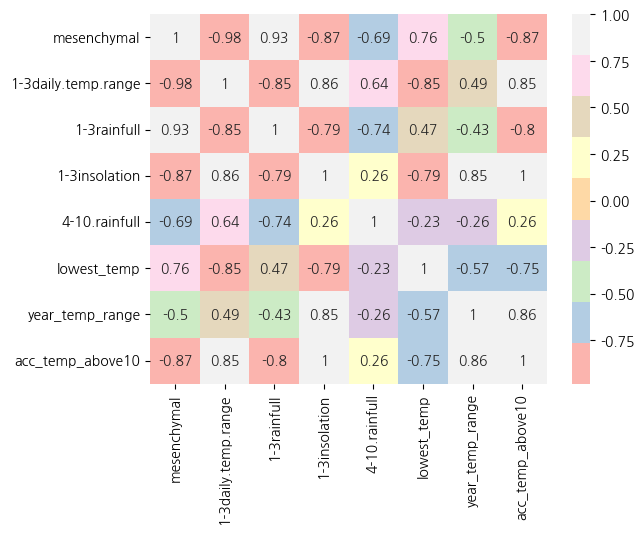 mesenchymal 1 -0.98 0.93 -0.87 -0.69 0.76 -0.5 -0.87
1-3daily.temp.range -0.98 1 -0.85 0.86 0.64 -0.85 0.49 0.85
1-3rainfull 0.93 -0.85 1 -0.79 -0.74 0.47 -0.43 -0.8
1-3insolation -0.87 0.86 -0.79 1 0.26 -0.79 0.85 1
4-10.rainfull -0.69 0.64 -0.74 0.26 1 -0.23 -0.26 0.26
lowest_temp 0.76 -0.85 0.47 -0.79 -0.23 1 -0.57 -0.75
year_temp_range -0.5 0.49 -0.43 0.85 -0.26 -0.57 1 0.86
acc_temp_above10 -0.87 0.85 -0.8 1 0.26 -0.75 0.86 1
mesenchymal
1-3daily.temp.range
1-3rainfull
1-3insolation
4-10.rainfull
lowest_temp
year_temp_range
acc_temp_above10
1.00
0.75
0.50
0.25
0.00
-0.25
-0.50
-0.75